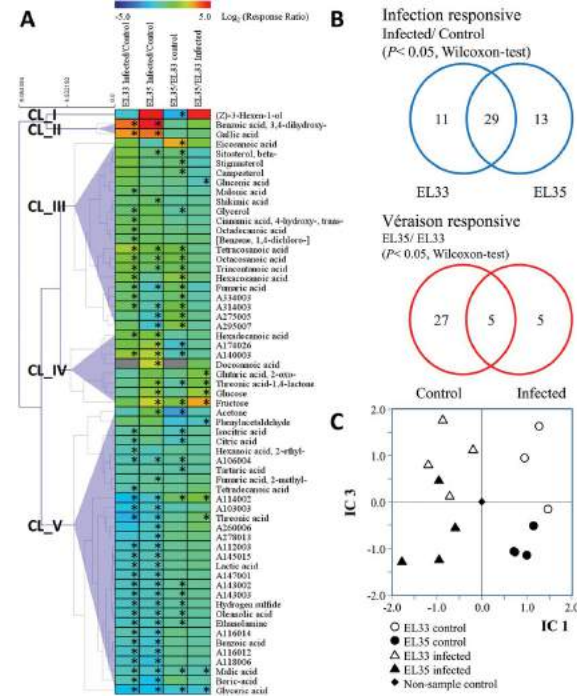 A
-5.0
5.0
Log₂ (Response Ratio)
EL33 Infected/Control
EL35 Infected/Control
EL35/EL33 control
EL35/EL33 Infected
0.0
CL_I
CL_II
CL_III
CL_IV
CL_V
(Z)-3-Hexen-1-ol
Benzoic acid, 3,4-dihydroxy-
Gallic acid
Eicosanoic acid
Sitosterol, beta-
Stigmasterol
Campesterol
Gluconic acid
Malonic acid
Shikimic acid
Glycerol
Cinnamic acid, 4-hydroxy-, trans-
Octadecanoic acid
[Benzene, 1,4-dichloro-]
Tetracosanoic acid
Octacosanoic acid
Triacontanoic acid
Hexacosanoic acid
Fumaric acid
A334003
A314003
A275005
A295007
Hexadecanoic acid
A174026
A140003
Docosanoic acid
Glutaric acid, 2-oxo-
Threonic acid-1,4-lactone
Glucose
Fructose
Acetone
Phenylacetaldehyde
Isocitric acid
Citric acid
Hexanoic acid, 2-ethyl-
A106004
Tartaric acid
Fumaric acid, 2-methyl-
Tetradecanoic acid
A114002
A103003
Threonic acid
A260006
A278013
A112003
A145015
Lactic acid
A147001
A143002
A143003
Hydrogen sulfide
Oleanolic acid
Ethanolamine
A116014
Benzoic acid
A116012
A118006
Malic acid
Boric-acid
Glyceric acid
B
Infection responsive
Infected/ Control
(P< 0.05, Wilcoxon-test)
11 29 13
EL33 EL35
Véraison responsive
EL35/ EL33
(P< 0.05, Wilcoxon-test)
27 5 5
Control Infected
C
2.0
1.0
0.0
-1.0
-2.0
IC 3
-2.0 -1.0 0.0 1.0 2.0
IC 1
EL33 control
EL35 control
EL33 infected
EL35 infected
Non-sample control